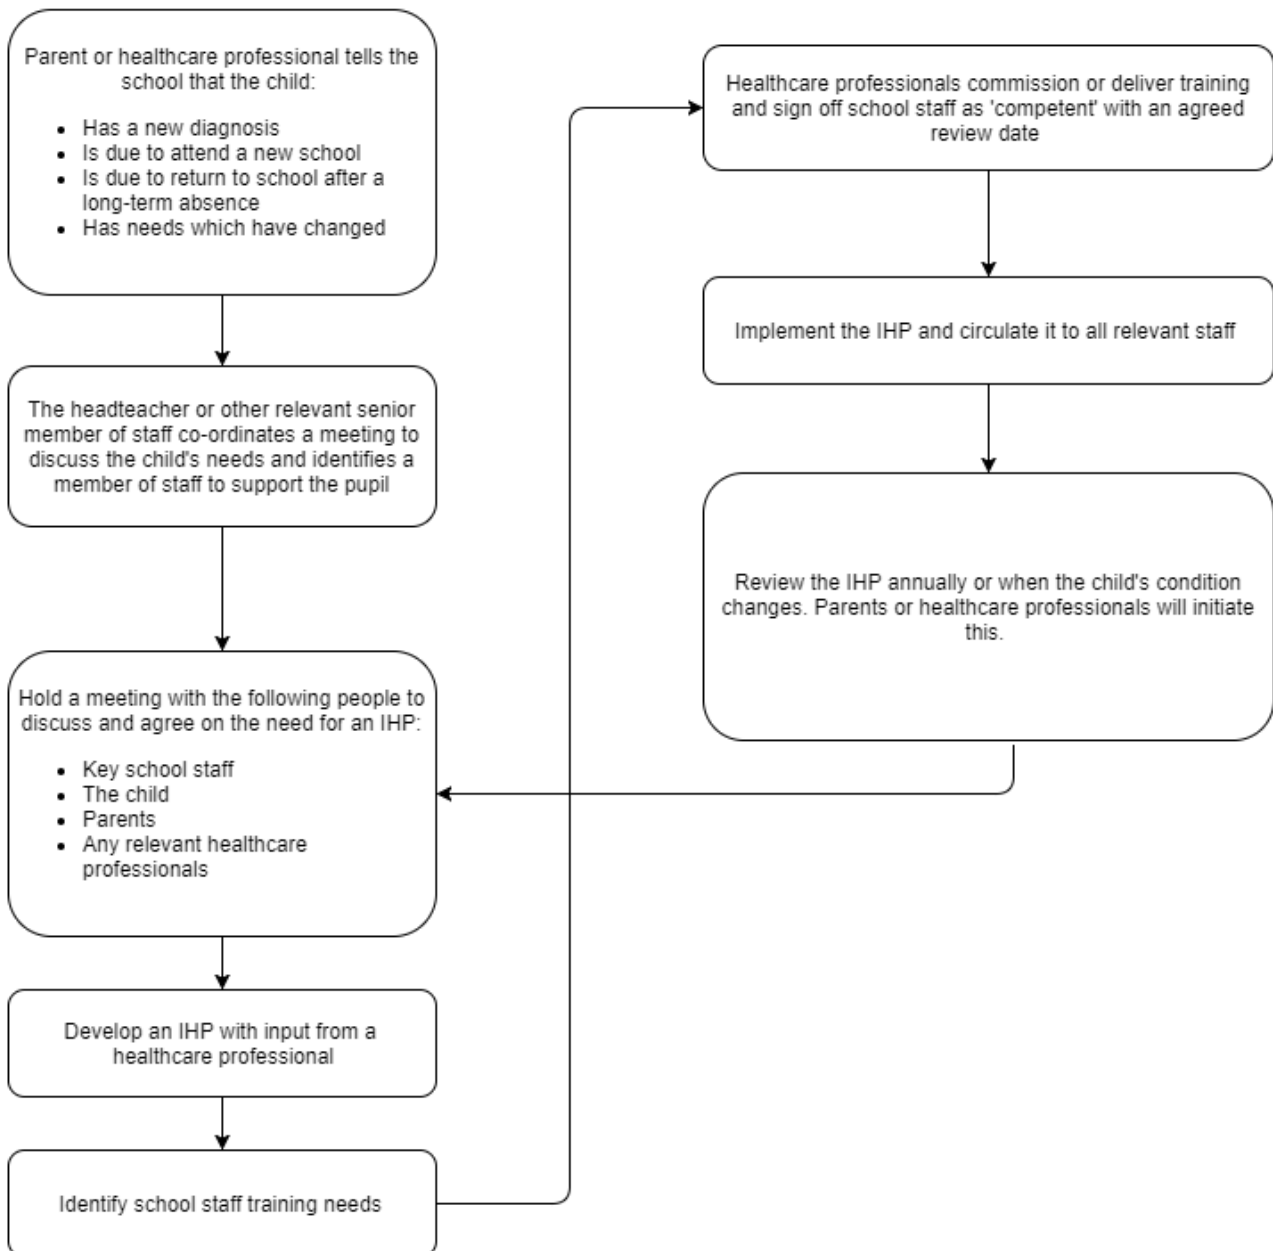 Parent or healthcare professional tells the
school that the child:
• Has a new diagnosis
• Is due to attend a new school
• Is due to return to school after a
long-term absence
• Has needs which have changed
The headteacher or other relevant senior
member of staff co-ordinates a meeting to
discuss the child's needs and identifies a
member of staff to support the pupil
Hold a meeting with the following people to
discuss and agree on the need for an IHP:
• Key school staff
• The child
• Parents
• Any relevant healthcare
professionals
Develop an IHP with input from a
healthcare professional
Identify school staff training needs
Healthcare professionals commission or deliver training
and sign off school staff as 'competent' with an agreed
review date
Implement the IHP and circulate it to all relevant staff
Review the IHP annually or when the child's condition
changes. Parents or healthcare professionals will initiate
this.